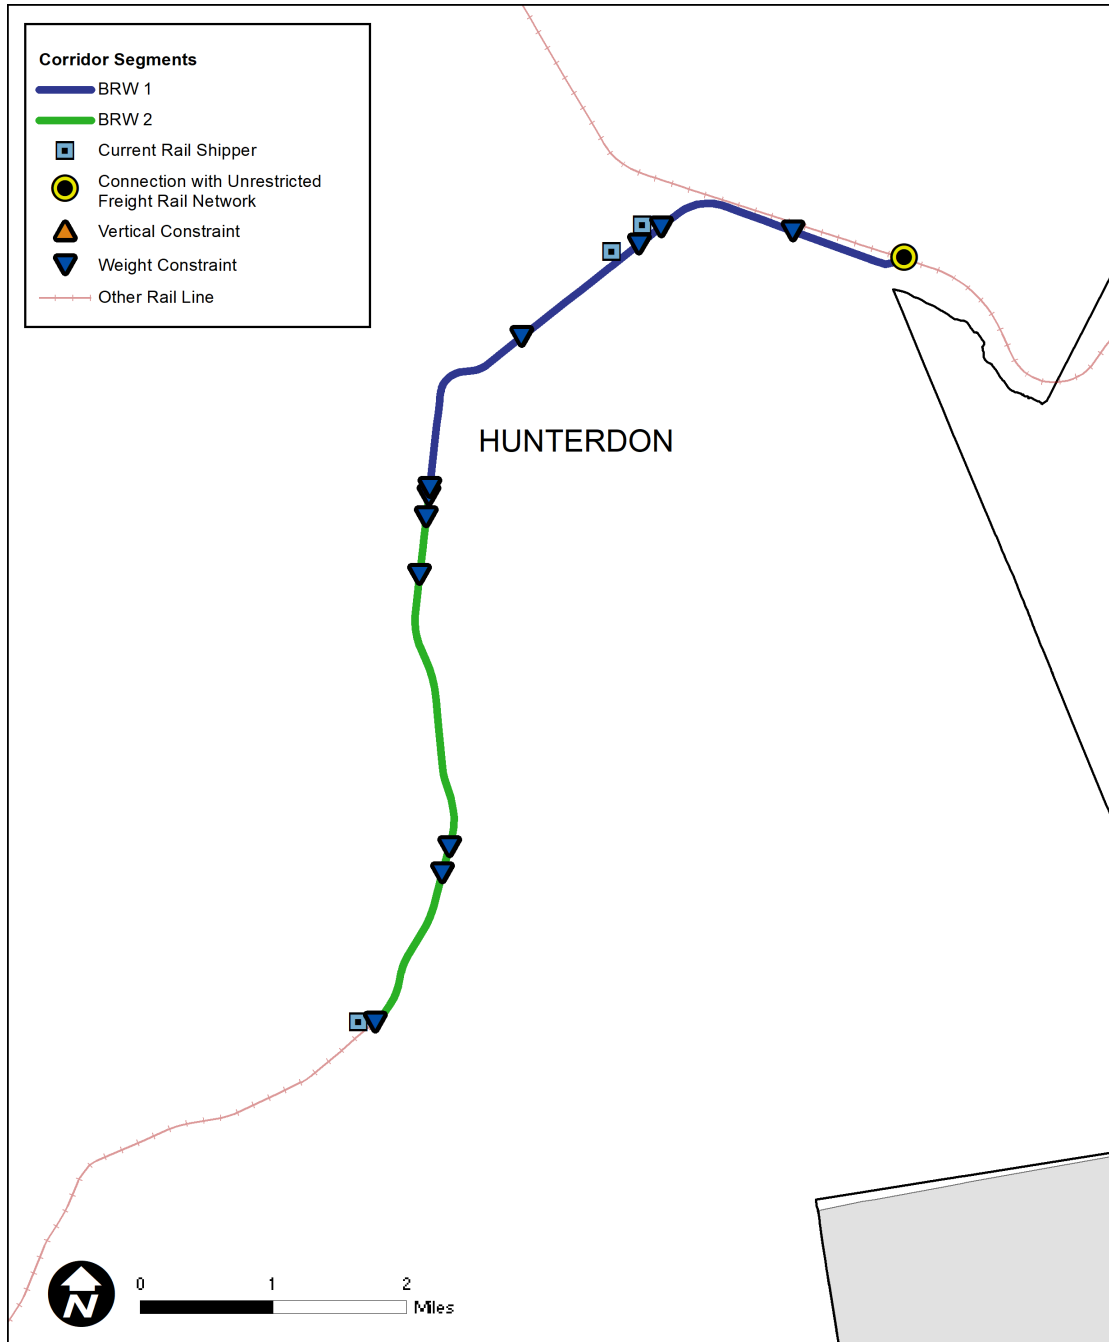 Corridor Segments
BRW 1
BRW 2
Current Rail Shipper
Connection with Unrestricted
Freight Rail Network
Vertical Constraint
Weight Constraint
Other Rail Line
HUNTERDON
N
0 1 2
Miles